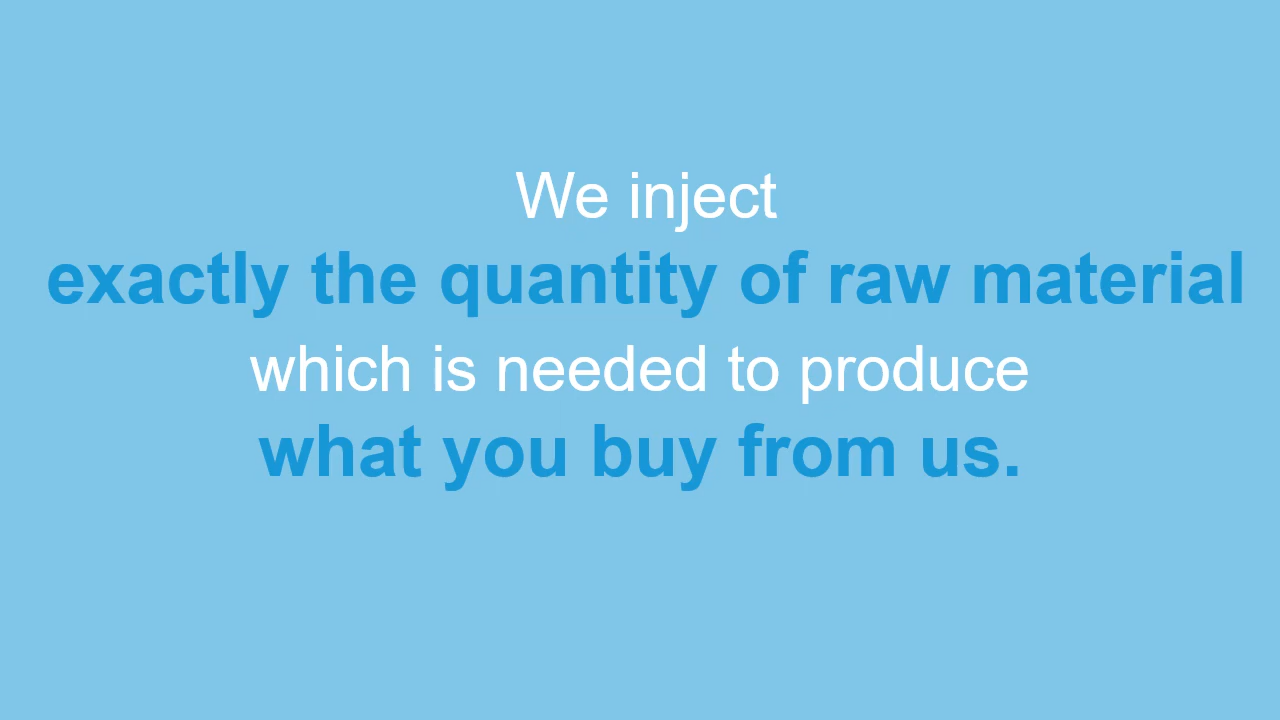 We inject
exactly the quantity of raw material
which is needed to produce
what you buy from us.